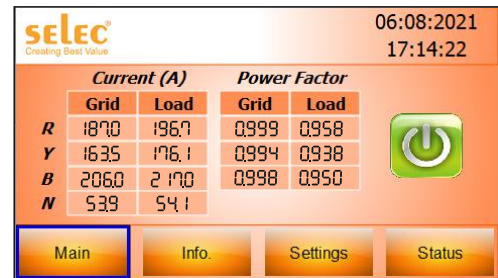 SELEC
Creating Best Value
06:08:2021
17:14:22
Current (A) Power Factor
Grid Load Grid Load
R 187.0 196.7 0.999 0.958
Y 163.5 176.1 0.994 0.938
B 206.0 217.0 0.998 0.950
N 53.9 54.1
Main Info. Settings Status